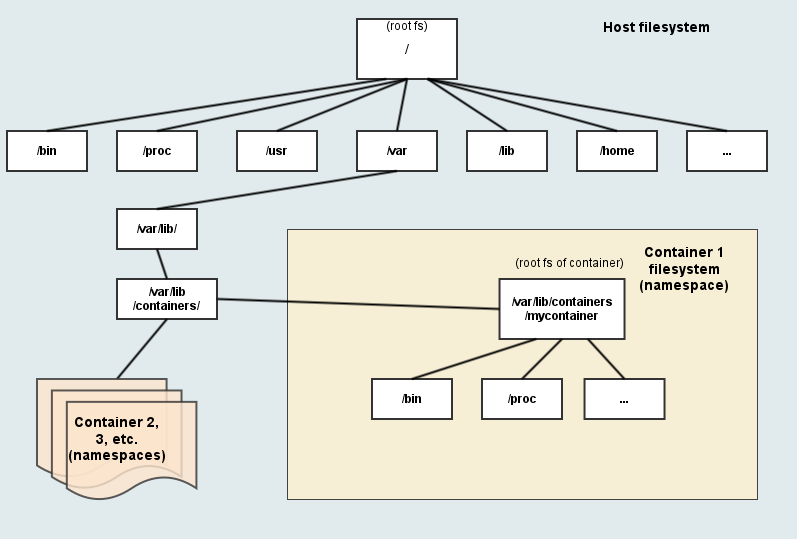 (root fs)
/
Host filesystem
/bin
/proc
/usr
/var
/lib
/home
...
/var/lib/
/var/lib
/containers/
(root fs of container)
Container 1
filesystem
(namespace)
/var/lib/containers
/mycontainer
/bin
/proc
...
Container 2,
3, etc.
(namespaces)